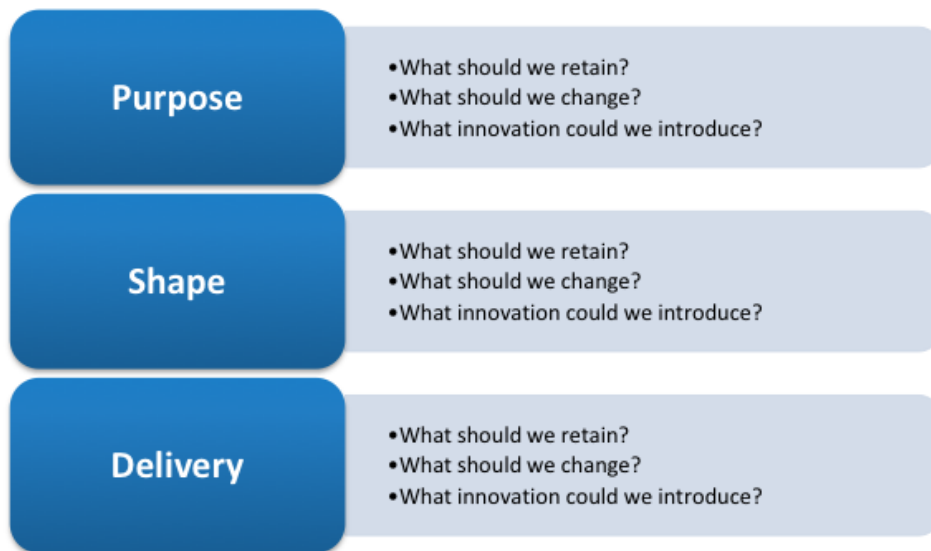 Purpose
•What should we retain?
•What should we change?
•What innovation could we introduce?
Shape
•What should we retain?
•What should we change?
•What innovation could we introduce?
Delivery
•What should we retain?
•What should we change?
•What innovation could we introduce?